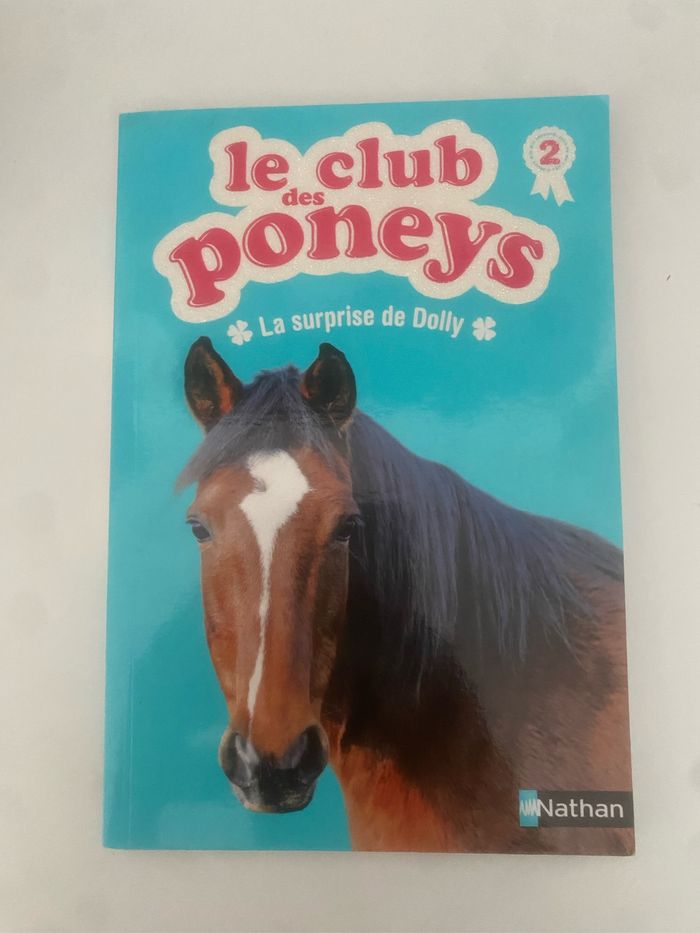 le club
des
poneys
2
La surprise de Dolly
Nathan